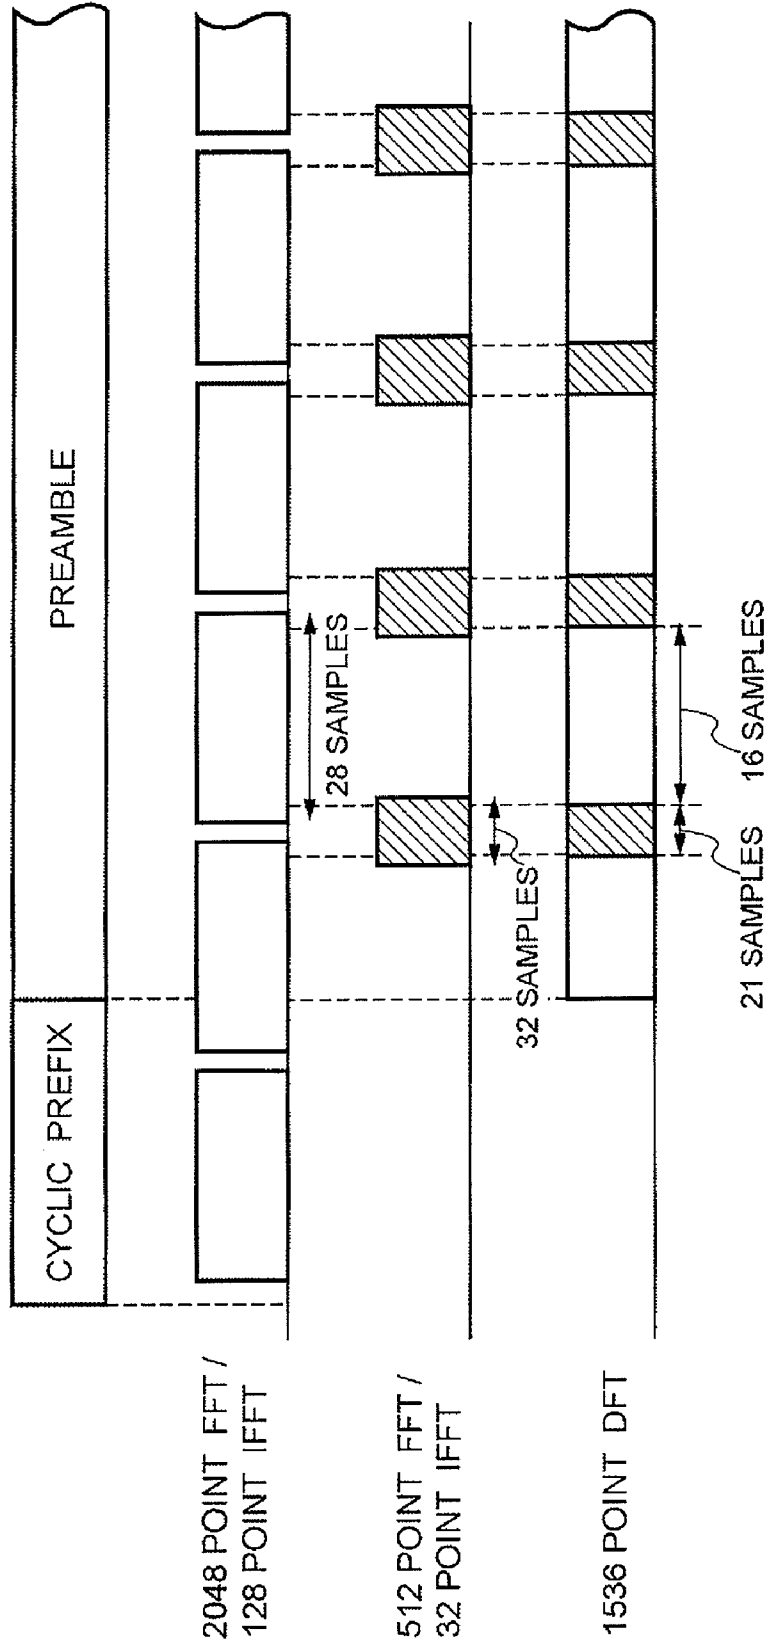 CYCLIC PREFIX
PREAMBLE
2048 POINT FFT /
128 POINT IFFT
28 SAMPLES
512 POINT FFT /
32 POINT IFFT
32 SAMPLES
1536 POINT DFT
21 SAMPLES
16 SAMPLES